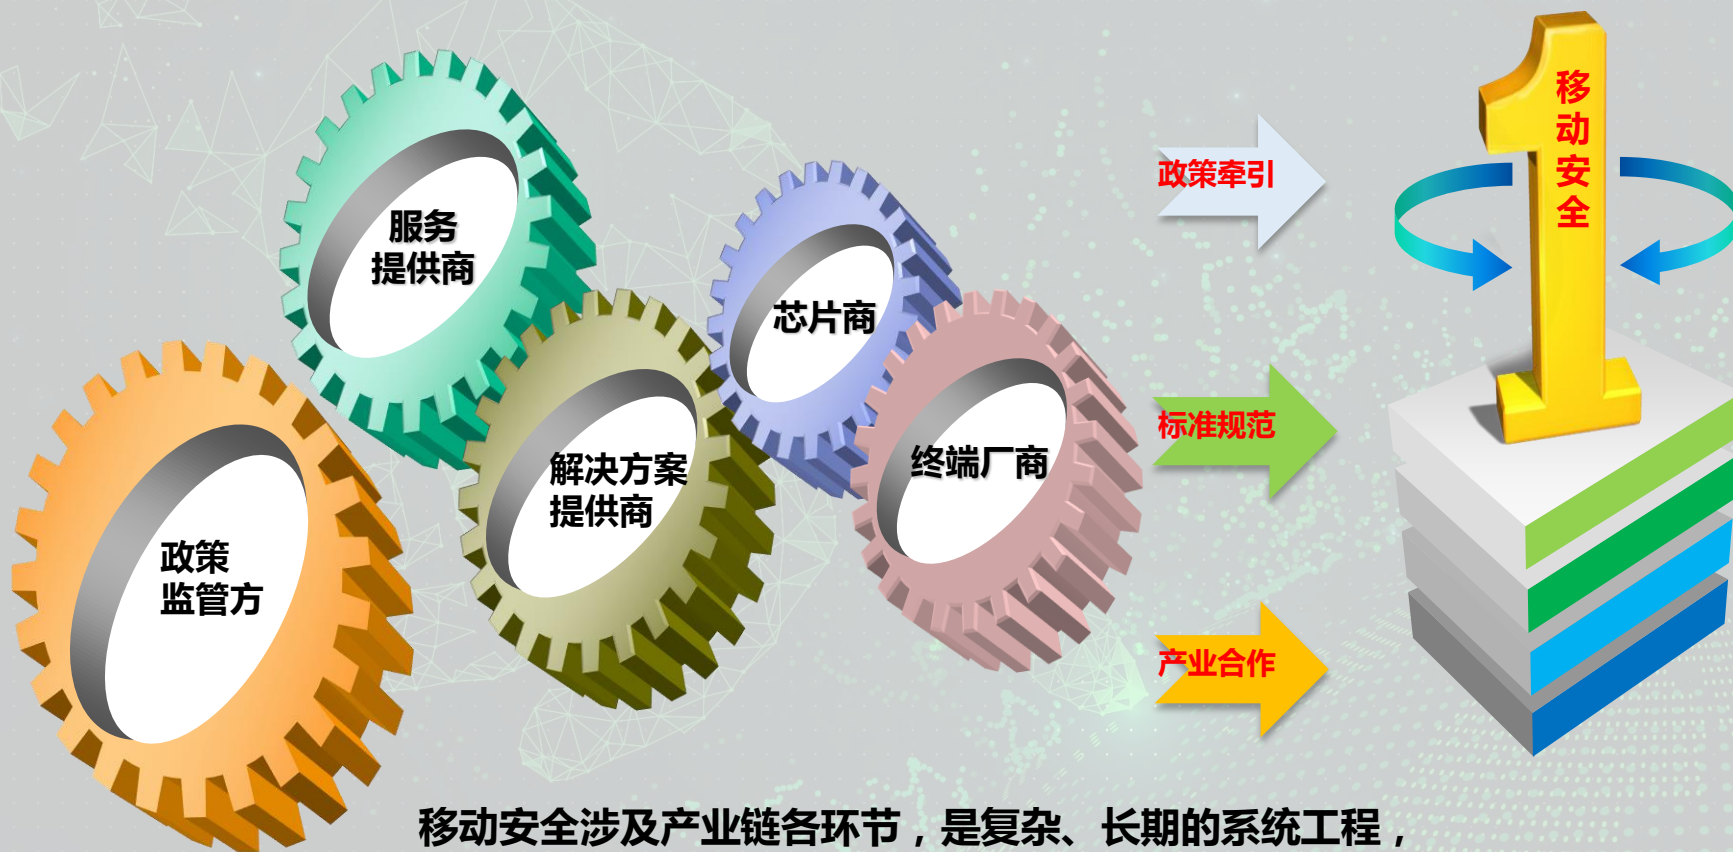 服务
提供商
芯片商
解决方案
提供商
终端厂商
政策
监管方
政策牵引
标准规范
产业合作
移
动
安
全
移动安全涉及产业链各环节，是复杂、长期的系统工程，